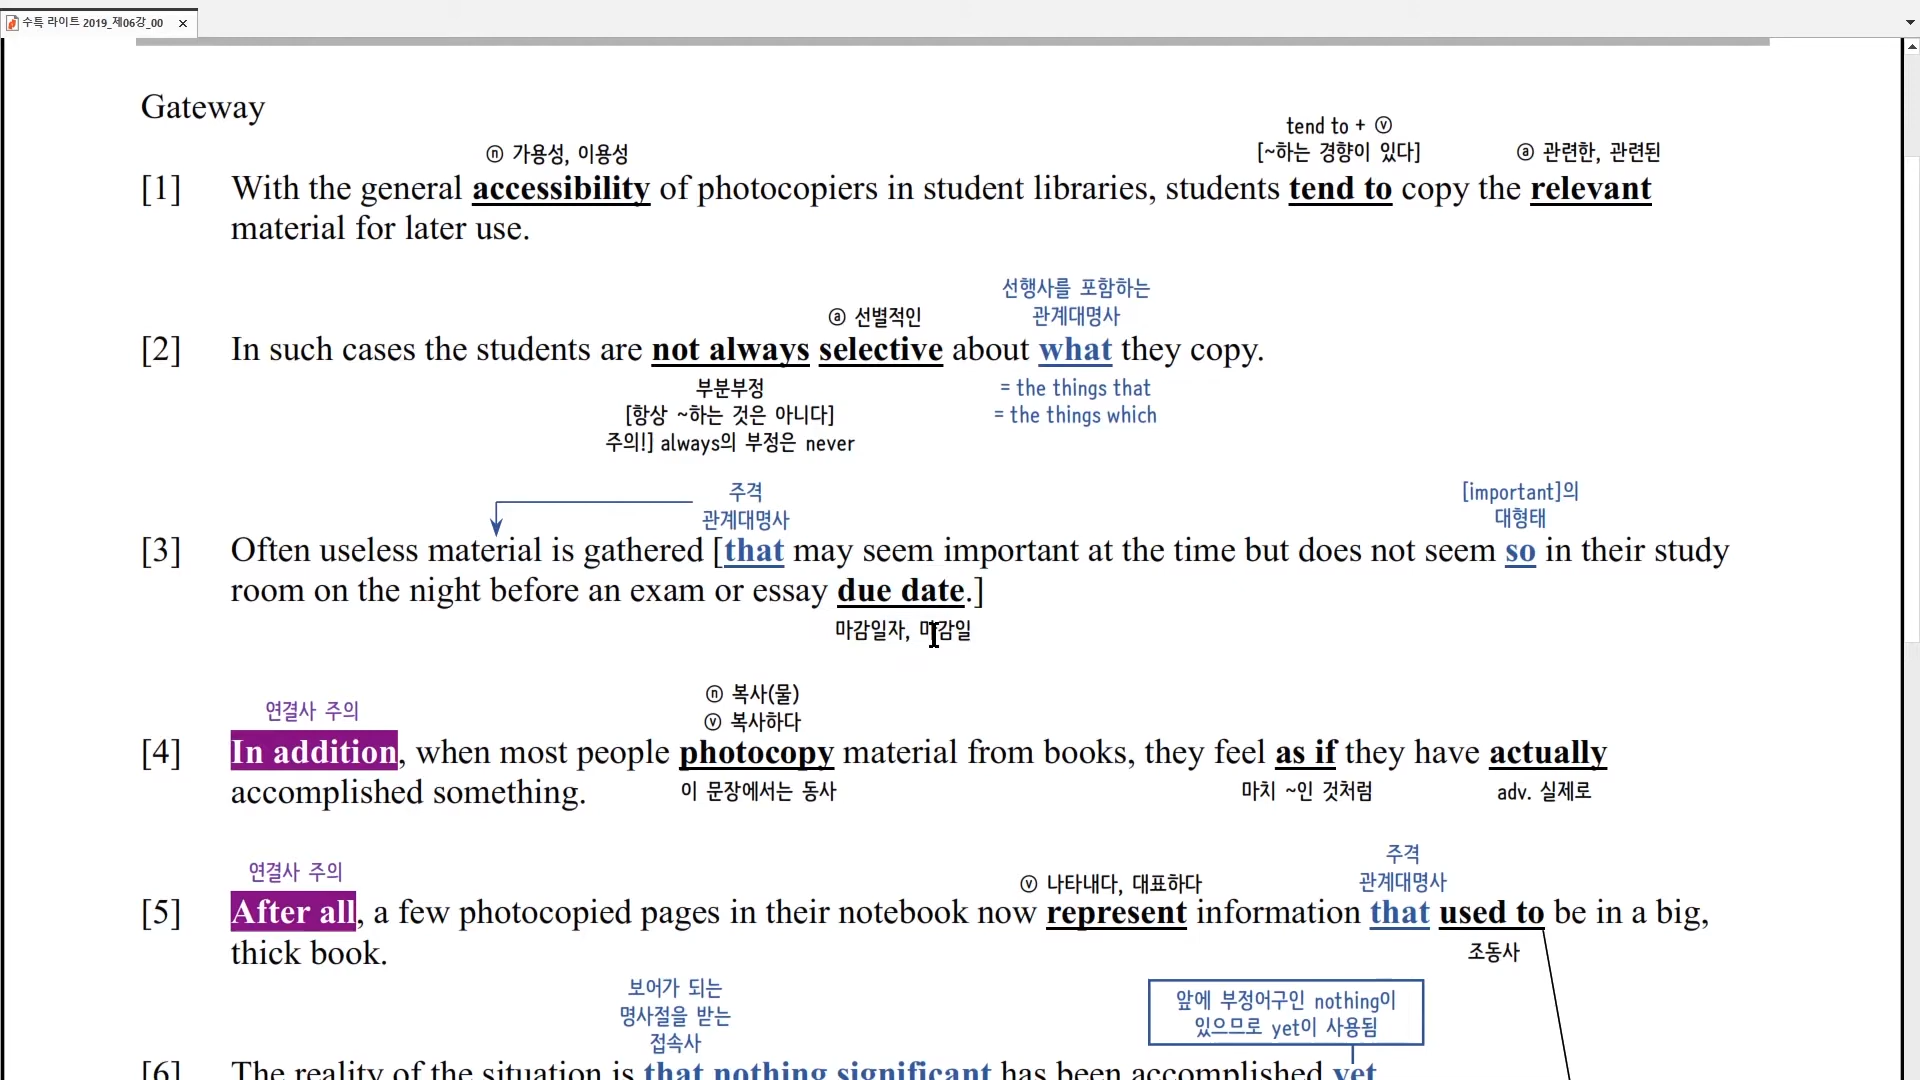 수특 라이트 2019_제06강_00
Gateway
tend to + ⓥ
ⓝ 가용성, 이용성
[~하는 경향이 있다]
ⓐ 관련한, 관련된
[1] With the general accessibility of photocopiers in student libraries, students tend to copy the relevant
material for later use.
선행사를 포함하는
ⓐ 선별적인
관계대명사
[2] In such cases the students are not always selective about what they copy.
부분부정
= the things that
[항상 ~하는 것은 아니다]
= the things which
주의!] always의 부정은 never
주격
[important]의
관계대명사
대형태
[3] Often useless material is gathered [that may seem important at the time but does not seem so in their study
room on the night before an exam or essay due date.]
마감일자, 마감일
ⓝ 복사(물)
연결사 주의
ⓥ 복사하다
[4] In addition, when most people photocopy material from books, they feel as if they have actually
accomplished something.
이 문장에서는 동사
마치 ~인 것처럼
adv. 실제로
주격
연결사 주의
ⓥ 나타내다, 대표하다
관계대명사
[5] After all, a few photocopied pages in their notebook now represent information that used to be in a big,
thick book.
조동사
보어가 되는
명사절을 받는
접속사
앞에 부정어구인 nothing이
있으므로 yet이 사용됨
[6] The reality of the situation is that nothing significant has been accomplished yet